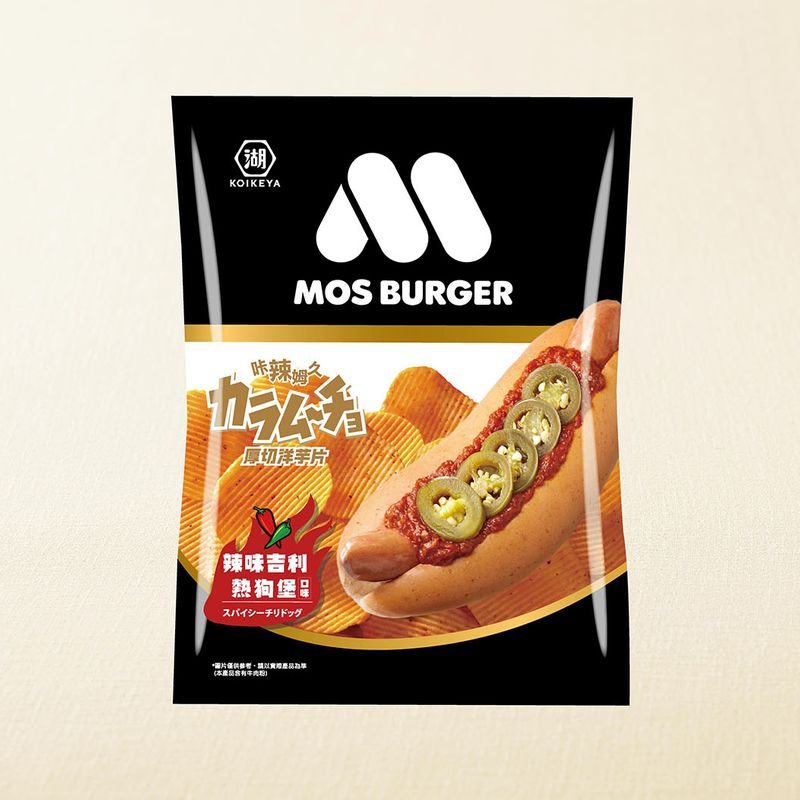 湖
KOIKEYA
MOS BURGER
咔辣姆久
カラムーチョ
厚切洋芋片
辣味吉利
熱狗堡口味
スパイシーチリドッグ
*圖片僅供參考，請以實際產品為準
(本產品含有牛肉粉)